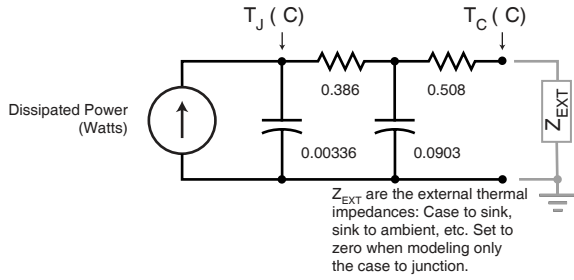 T_J ( C)
T_C ( C)
Dissipated Power
(Watts)
0.386
0.508
Z_EXT
0.00336
0.0903
Z_EXT are the external thermal
impedances: Case to sink,
sink to ambient, etc. Set to
zero when modeling only
the case to junction.